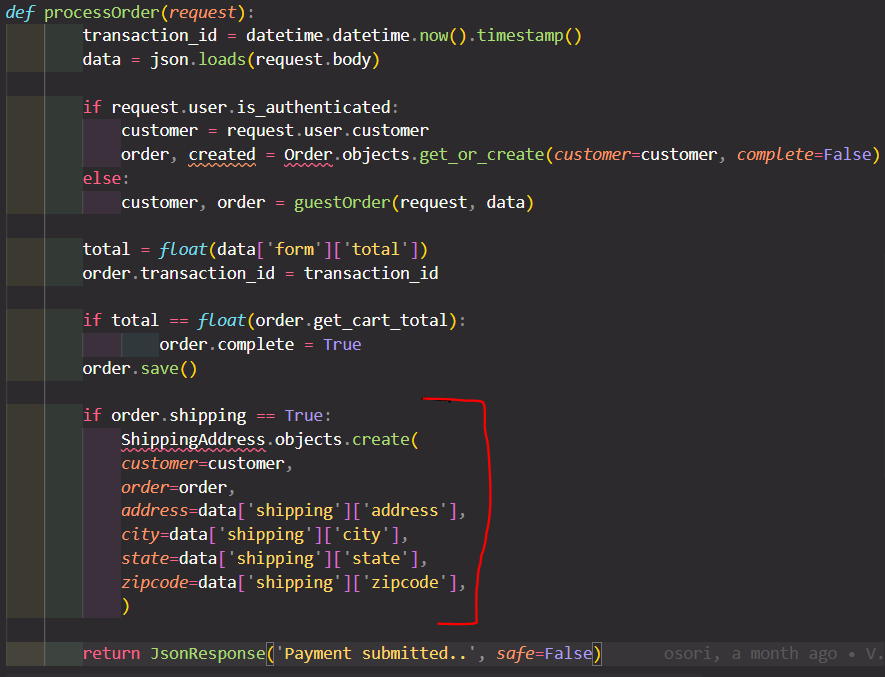 def processOrder(request):
        transaction_id = datetime.datetime.now().timestamp()
        data = json.loads(request.body)

        if request.user.is_authenticated:
            customer = request.user.customer
            order, created = Order.objects.get_or_create(customer=customer, complete=False)
        else:
            customer, order = guestOrder(request, data)

        total = float(data['form']['total'])
        order.transaction_id = transaction_id

        if total == float(order.get_cart_total):
                order.complete = True
        order.save()

        if order.shipping == True:
            ShippingAddress.objects.create(
            customer=customer,
            order=order,
            address=data['shipping']['address'],
            city=data['shipping']['city'],
            state=data['shipping']['state'],
            zipcode=data['shipping']['zipcode'],
            )

        return JsonResponse('Payment submitted..', safe=False)      osori, a month ago • V.